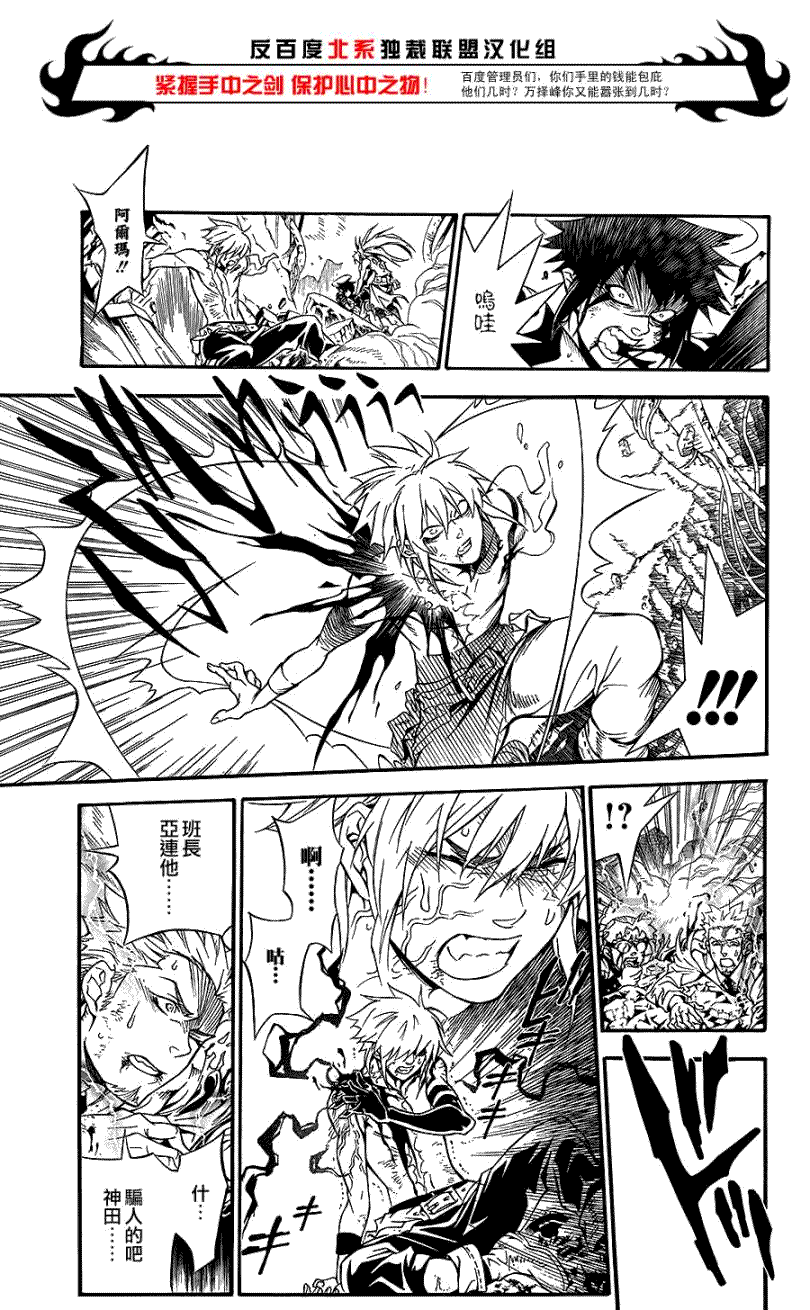 反百度北系独裁联盟汉化组
紧握手中之剑 保护心中之物!
百度管理员们，你们手里的钱能包庇
他们几时？万择峰你又能嚣张到几时？
嗚哇
阿爾瑪!!
!!!
!?
啊……
咕…
ドド
班長
亞連他……
什…
騙人的吧
神田……